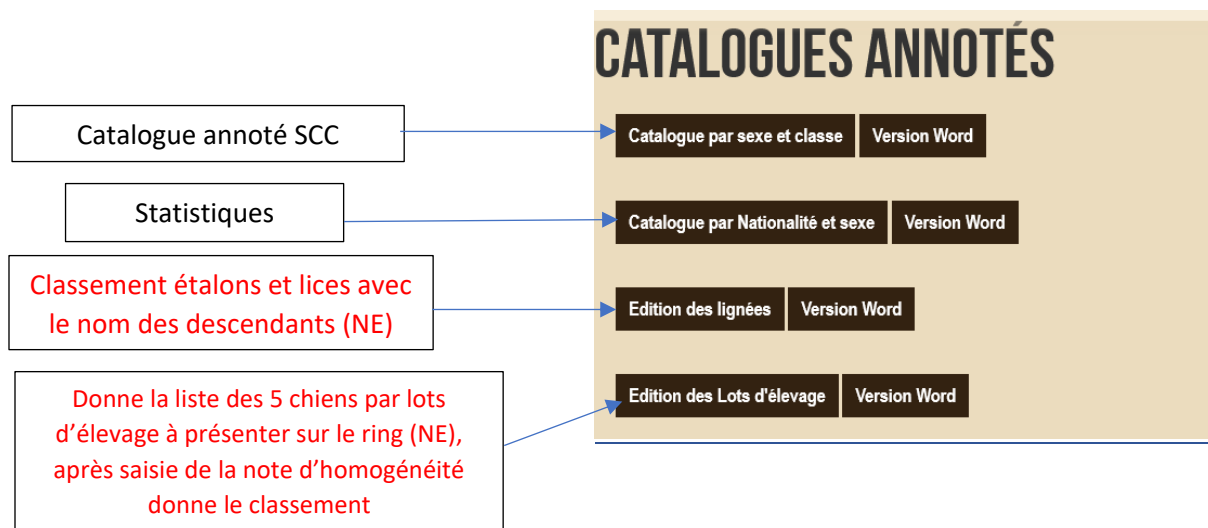 CATALOGUES ANNOTÉS
Catalogue annoté SCC
Catalogue par sexe et classe Version Word
Statistiques
Catalogue par Nationalité et sexe Version Word
Classement étalons et lices avec
le nom des descendants (NE)
Edition des lignées Version Word
Donne la liste des 5 chiens par lots
d’élevage à présenter sur le ring (NE),
après saisie de la note d’homogénéité
donne le classement
Edition des Lots d'élevage Version Word